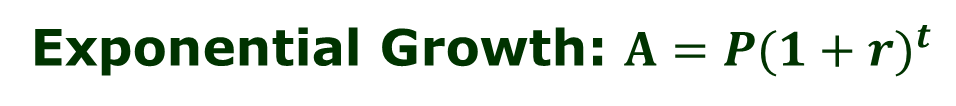 Exponential Growth: A = P(1 + r)^t